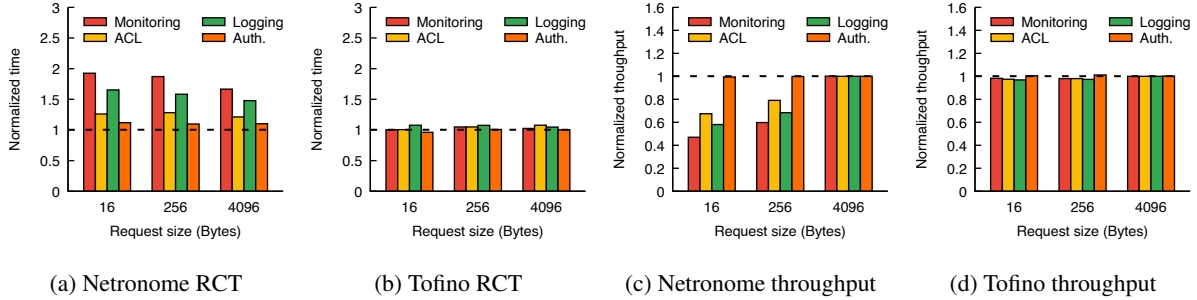 Normalized time
3
2.5
2
1.5
1
0.5
0
Monitoring
ACL
Logging
Auth.
16
256
4096
Request size (Bytes)
(a) Netronome RCT
Normalized time
3
2.5
2
1.5
1
0.5
0
Monitoring
ACL
Logging
Auth.
16
256
4096
Request size (Bytes)
(b) Tofino RCT
Normalized thoughput
1.6
1.4
1.2
1
0.8
0.6
0.4
0.2
0
Monitoring
ACL
Logging
Auth.
16
256
4096
Request size (Bytes)
(c) Netronome throughput
Normalized thoughput
1.6
1.4
1.2
1
0.8
0.6
0.4
0.2
0
Monitoring
ACL
Logging
Auth.
16
256
4096
Request size (Bytes)
(d) Tofino throughput